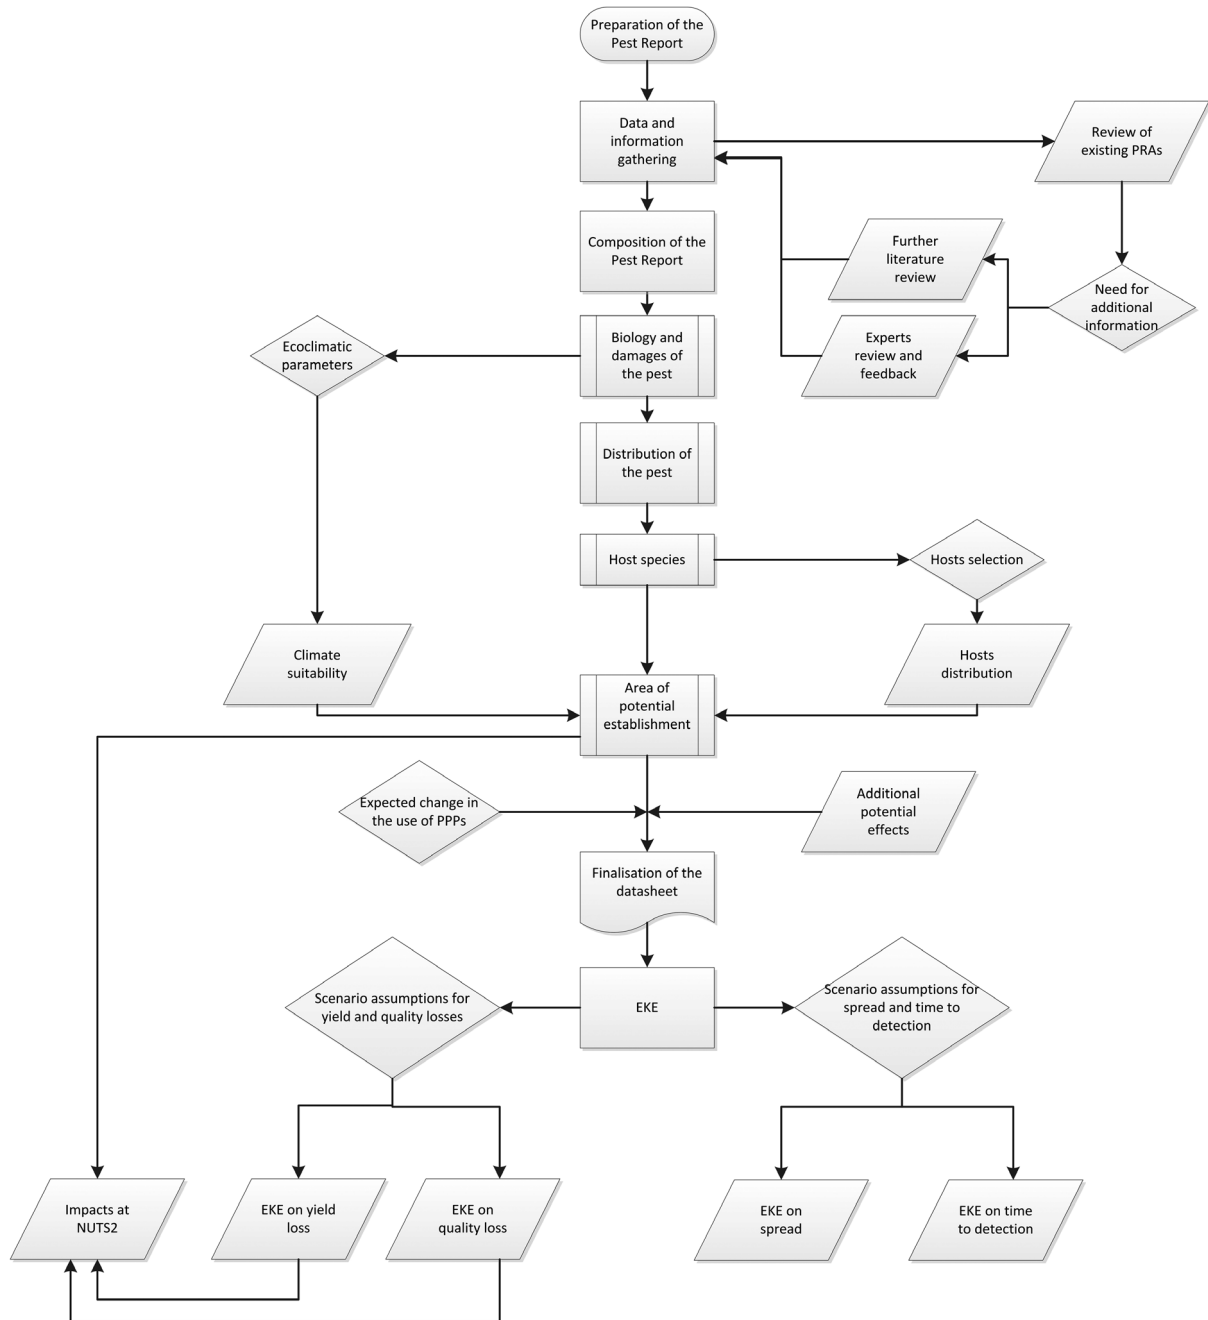 Preparation of the
Pest Report
Data and
information
gathering
Review of
existing PRAs
Composition of the
Pest Report
Further
literature
review
Need for
additional
information
Ecoclimatic
parameters
Biology and
damages of
the pest
Experts
review and
feedback
Distribution of
the pest
Host species
Hosts selection
Climate
suitability
Hosts
distribution
Area of
potential
establishment
Expected change in
the use of PPPs
Additional
potential
effects
Finalisation of the
datasheet
Scenario assumptions for
yield and quality losses
EKE
Scenario assumptions for
spread and time to
detection
Impacts at
NUTS2
EKE on yield
loss
EKE on
quality loss
EKE on
spread
EKE on time
to detection